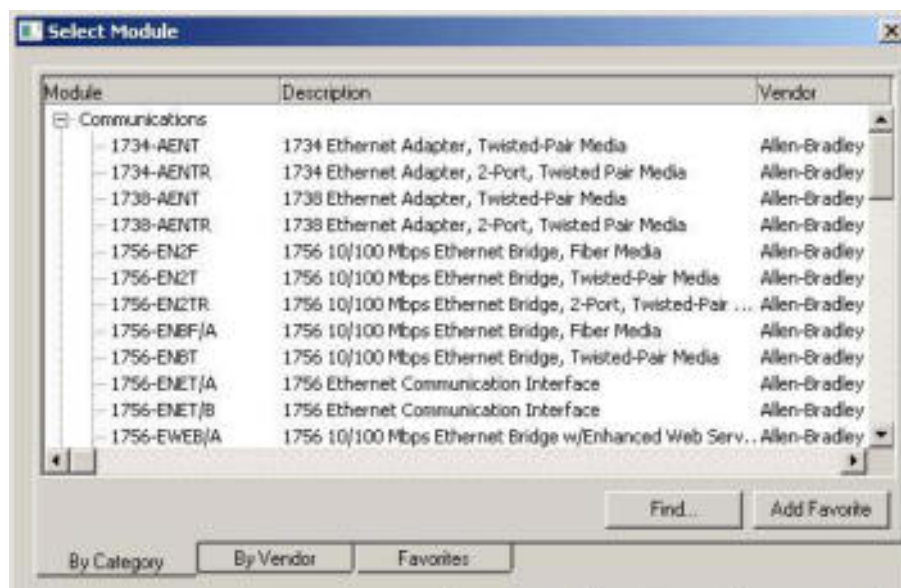 Select Module
Module Description Vendor
Communications
1734-AENT 1734 Ethernet Adapter, Twisted-Pair Media Allen-Bradley
1734-AENTR 1734 Ethernet Adapter, 2-Port, Twisted Pair Media Allen-Bradley
1738-AENT 1738 Ethernet Adapter, Twisted-Pair Media Allen-Bradley
1738-AENTR 1738 Ethernet Adapter, 2-Port, Twisted Pair Media Allen-Bradley
1756-EN2F 1756 10/100 Mbps Ethernet Bridge, Fiber Media Allen-Bradley
1756-EN2T 1756 10/100 Mbps Ethernet Bridge, Twisted-Pair Media Allen-Bradley
1756-EN2TR 1756 10/100 Mbps Ethernet Bridge, 2-Port, Twisted-Pair ... Allen-Bradley
1756-ENBF/A 1756 10/100 Mbps Ethernet Bridge, Fiber Media Allen-Bradley
1756-ENBT 1756 10/100 Mbps Ethernet Bridge, Twisted-Pair Media Allen-Bradley
1756-ENET/A 1756 Ethernet Communication Interface Allen-Bradley
1756-ENET/B 1756 Ethernet Communication Interface Allen-Bradley
1756-EWEB/A 1756 10/100 Mbps Ethernet Bridge w/Enhanced Web Serv... Allen-Bradley
Find... Add Favorite
By Category By Vendor Favorites